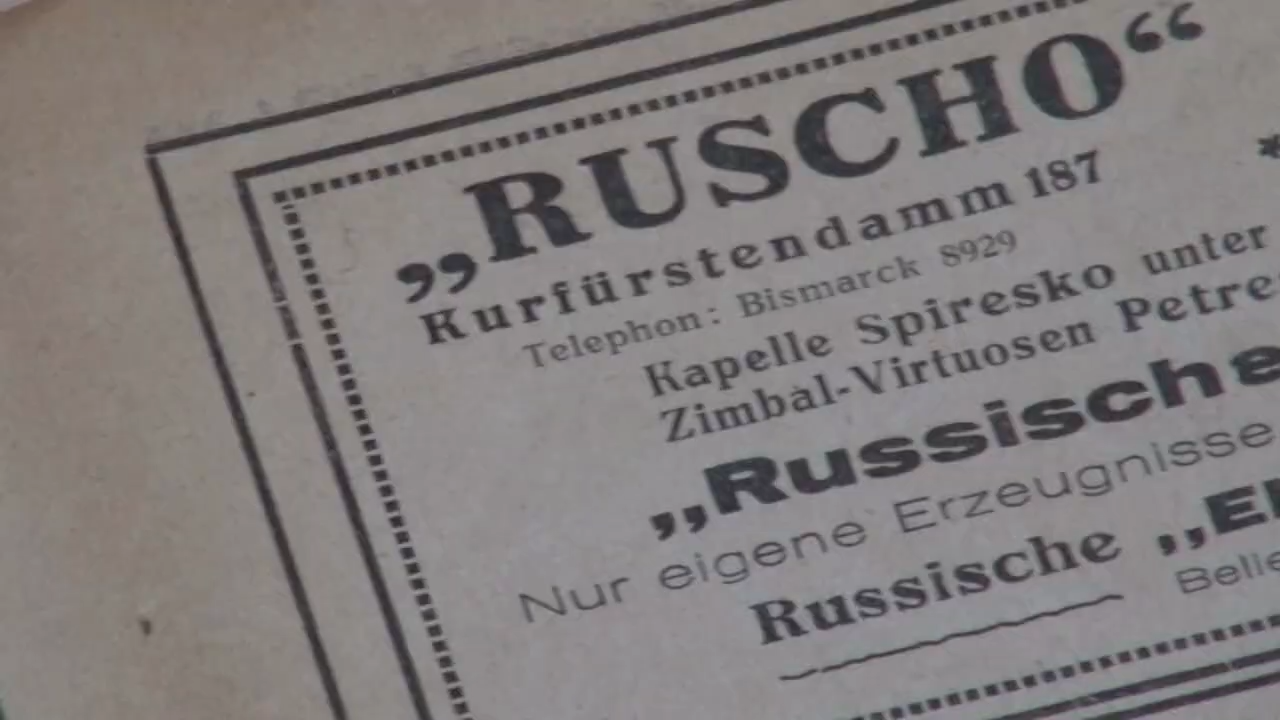 „RUSCHO“
Kurfürstendamm 187
Telephon: Bismarck 8929
Kapelle Spiresko unter
Zimbal-Virtuosen
„Russische
Nur eigene Erzeugnisse
Russische